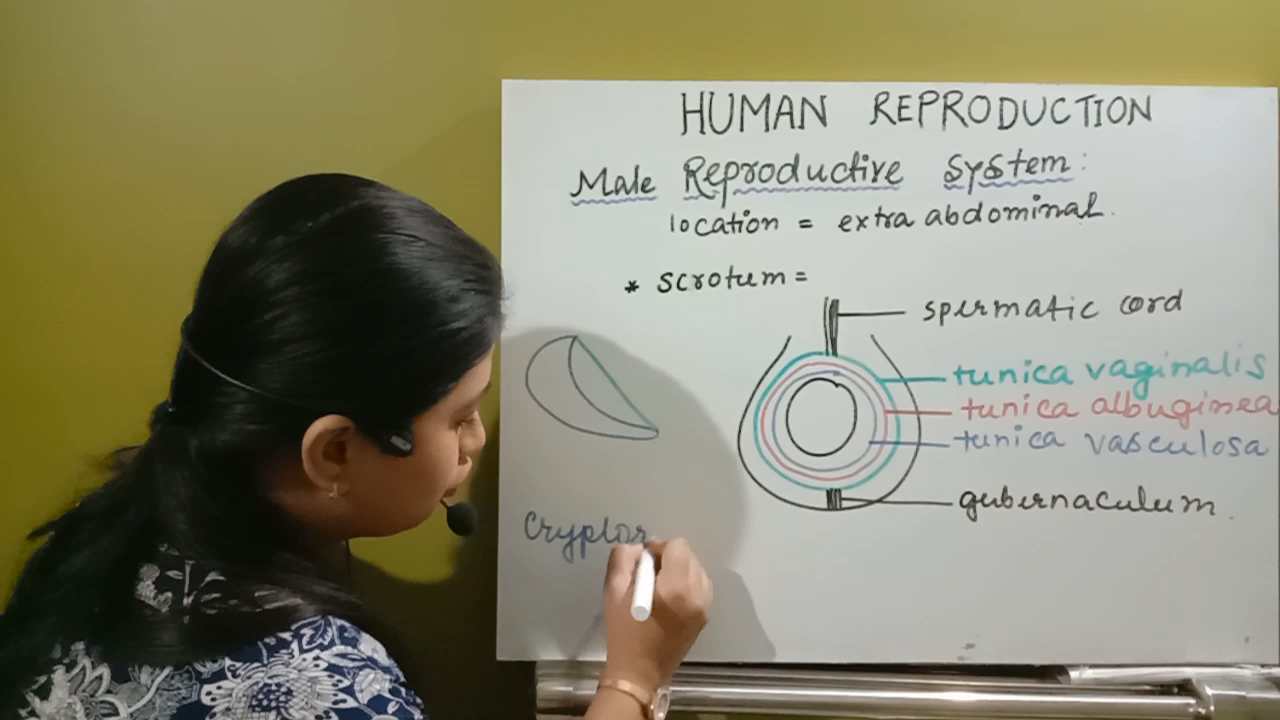 HUMAN REPRODUCTION
Male Reproductive System:
location = extra abdominal.
* scrotum =
spermatic cord
tunica vaginalis
tunica albuginea
tunica vasculosa
gubernaculum.